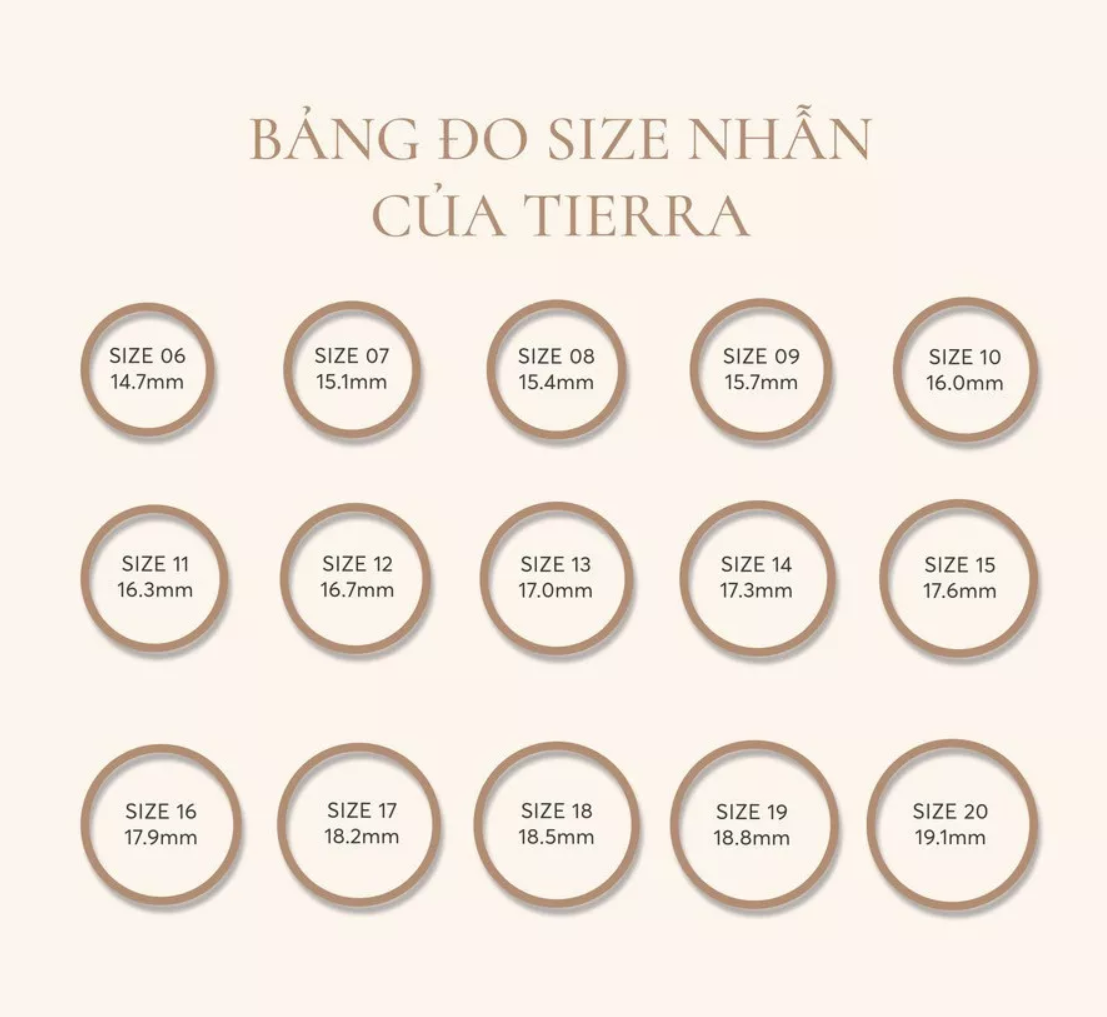 BẢNG ĐO SIZE NHẪN
CỦA TIERRA
SIZE 06
14.7mm
SIZE 07
15.1mm
SIZE 08
15.4mm
SIZE 09
15.7mm
SIZE 10
16.0mm
SIZE 11
16.3mm
SIZE 12
16.7mm
SIZE 13
17.0mm
SIZE 14
17.3mm
SIZE 15
17.6mm
SIZE 16
17.9mm
SIZE 17
18.2mm
SIZE 18
18.5mm
SIZE 19
18.8mm
SIZE 20
19.1mm